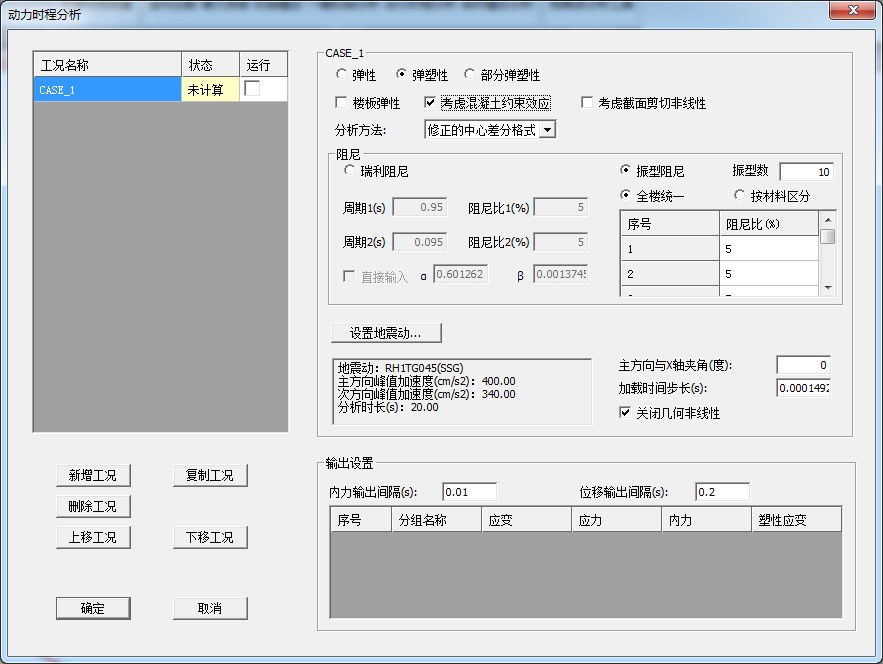 动力时程分析
工况名称 状态 运行
CASE_1 未计算
新增工况 复制工况
删除工况
上移工况 下移工况
确定 取消
CASE_1
弹性 弹塑性 部分弹塑性
楼板弹性 考虑混凝土约束效应 考虑截面剪切非线性
分析方法: 修正的中心差分格式
阻尼
瑞利阻尼 振型阻尼 振型数 10
全楼统一 按材料区分
周期1(s) 0.95 阻尼比1(%) 5
周期2(s) 0.095 阻尼比2(%) 5
直接输入 α 0.601262 β 0.0013745
序号 阻尼比(%)
1 5
2 5
设置地震动...
地震动: RH1TG045(SSG)
主方向峰值加速度(cm/s2): 400.00
次方向峰值加速度(cm/s2): 340.00
分析时长(s): 20.00
主方向与X轴夹角(度): 0
加载时间步长(s): 0.0001492
关闭几何非线性
输出设置
内力输出间隔(s): 0.01 位移输出间隔(s): 0.2
序号 分组名称 应变 应力 内力 塑性应变